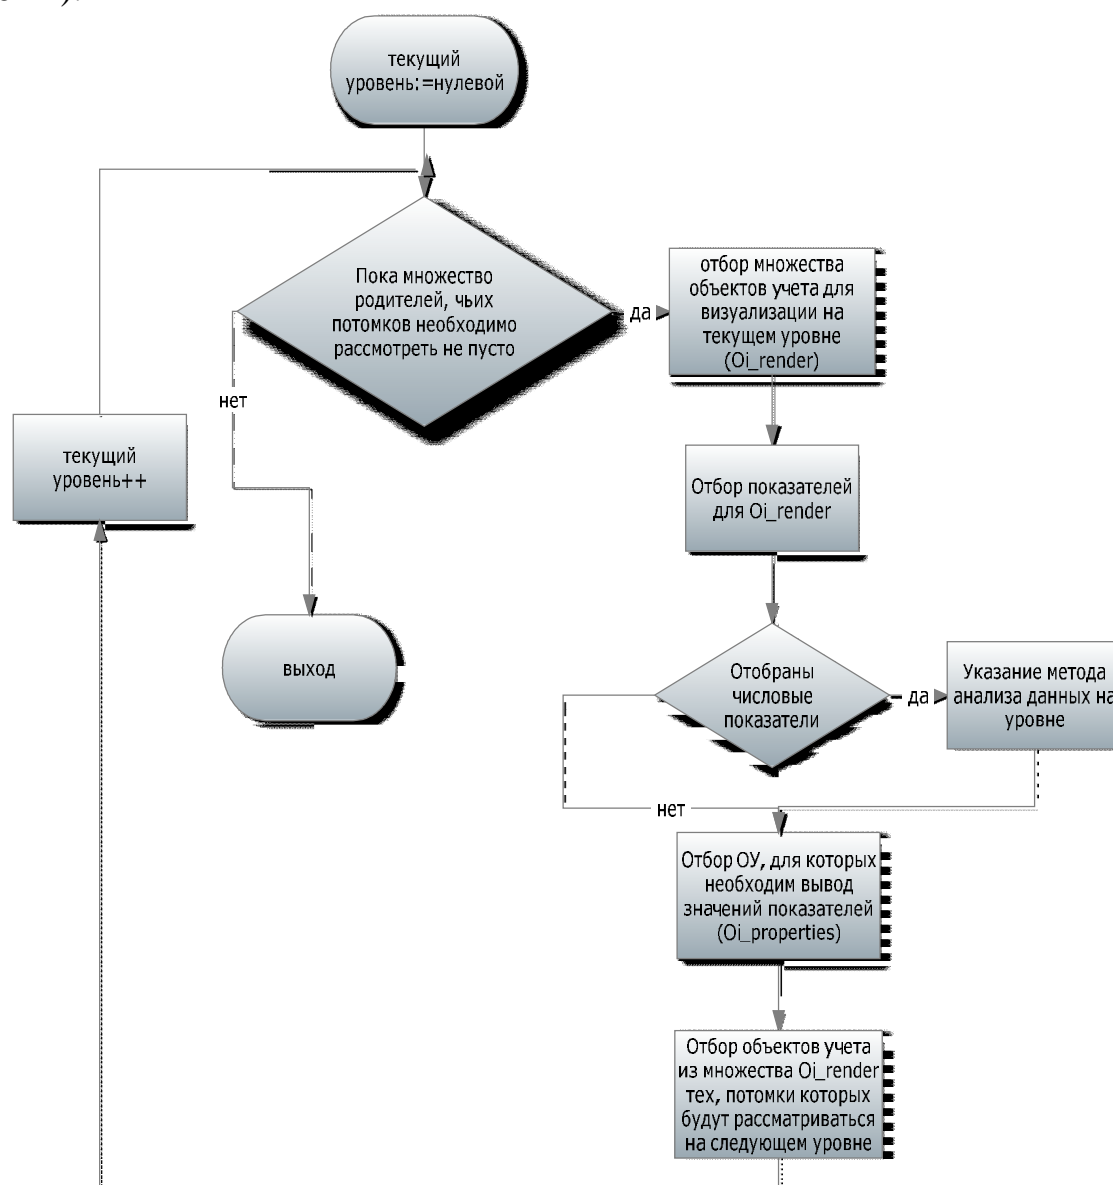 текущий
уровень:=нулевой
Пока множество
родителей, чьих
потомков необходимо
рассмотреть не пусто
да
отбор множества
объектов учета для
визуализации на
текущем уровне
(Oi_render)
нет
текущий
уровень++
Отбор показателей
для Oi_render
выход
Отобраны
числовые
показатели
да
Указание метода
анализа данных на
уровне
нет
Отбор ОУ, для которых
необходим вывод
значений показателей
(Oi_properties)
Отбор объектов учета
из множества Oi_render
тех, потомки которых
будут рассматриваться
на следующем уровне